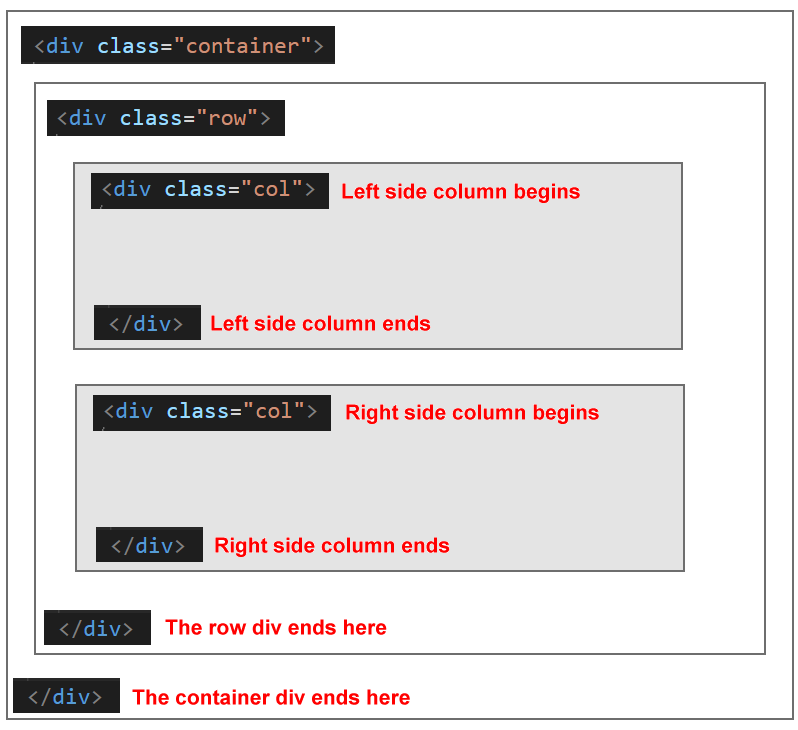 <div class="container">
<div class="row">
<div class="col"> Left side column begins
</div> Left side column ends
<div class="col"> Right side column begins
</div> Right side column ends
</div> The row div ends here
</div> The container div ends here